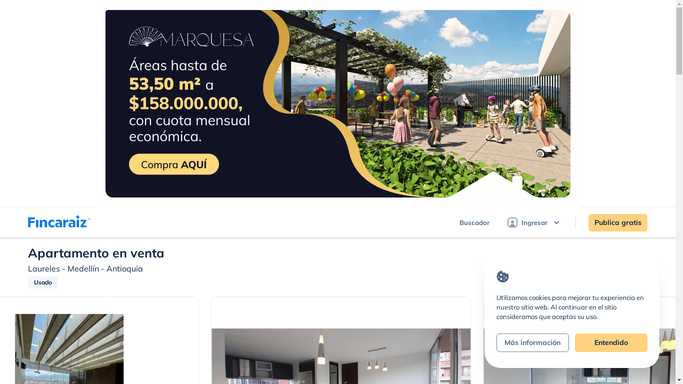 MARQUESA
Áreas hasta de
53,50 m² a
$158.000.000,
con cuota mensual
económica.
Compra AQUÍ
Fincaraiz
Buscador
Ingresar
Publica gratis
Apartamento en venta
Laureles - Medellín - Antioquia
Usado
Utilizamos cookies para mejorar tu experiencia en
nuestro sitio web. Al continuar en el sitio
consideramos que aceptas su uso.
Más información
Entendido